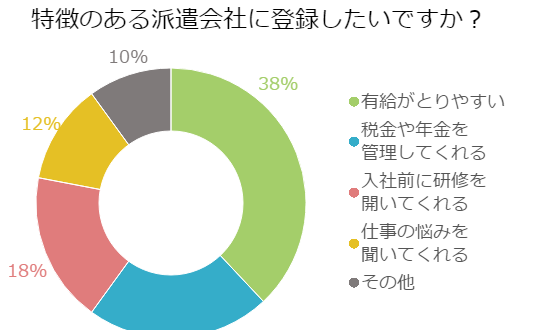 特徴のある派遣会社に登録したいですか？
10%
38%
12%
18%
有給がとりやすい
税金や年金を
管理してくれる
入社前に研修を
開いてくれる
仕事の悩みを
聞いてくれる
その他